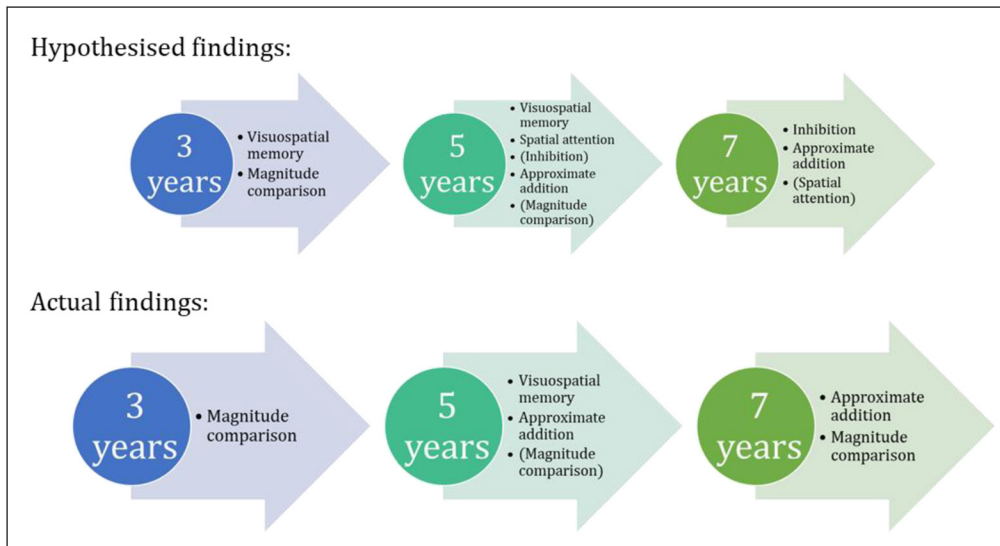 Hypothesised findings:
3
years
• Visuospatial
memory
• Magnitude
comparison
5
years
• Visuospatial
memory
• Spatial attention
• (Inhibition)
• Approximate
addition
• (Magnitude
comparison)
7
years
• Inhibition
• Approximate
addition
• (Spatial
attention)
Actual findings:
3
years
• Magnitude
comparison
5
years
• Visuospatial
memory
• Approximate
addition
• (Magnitude
comparison)
7
years
• Approximate
addition
• Magnitude
comparison